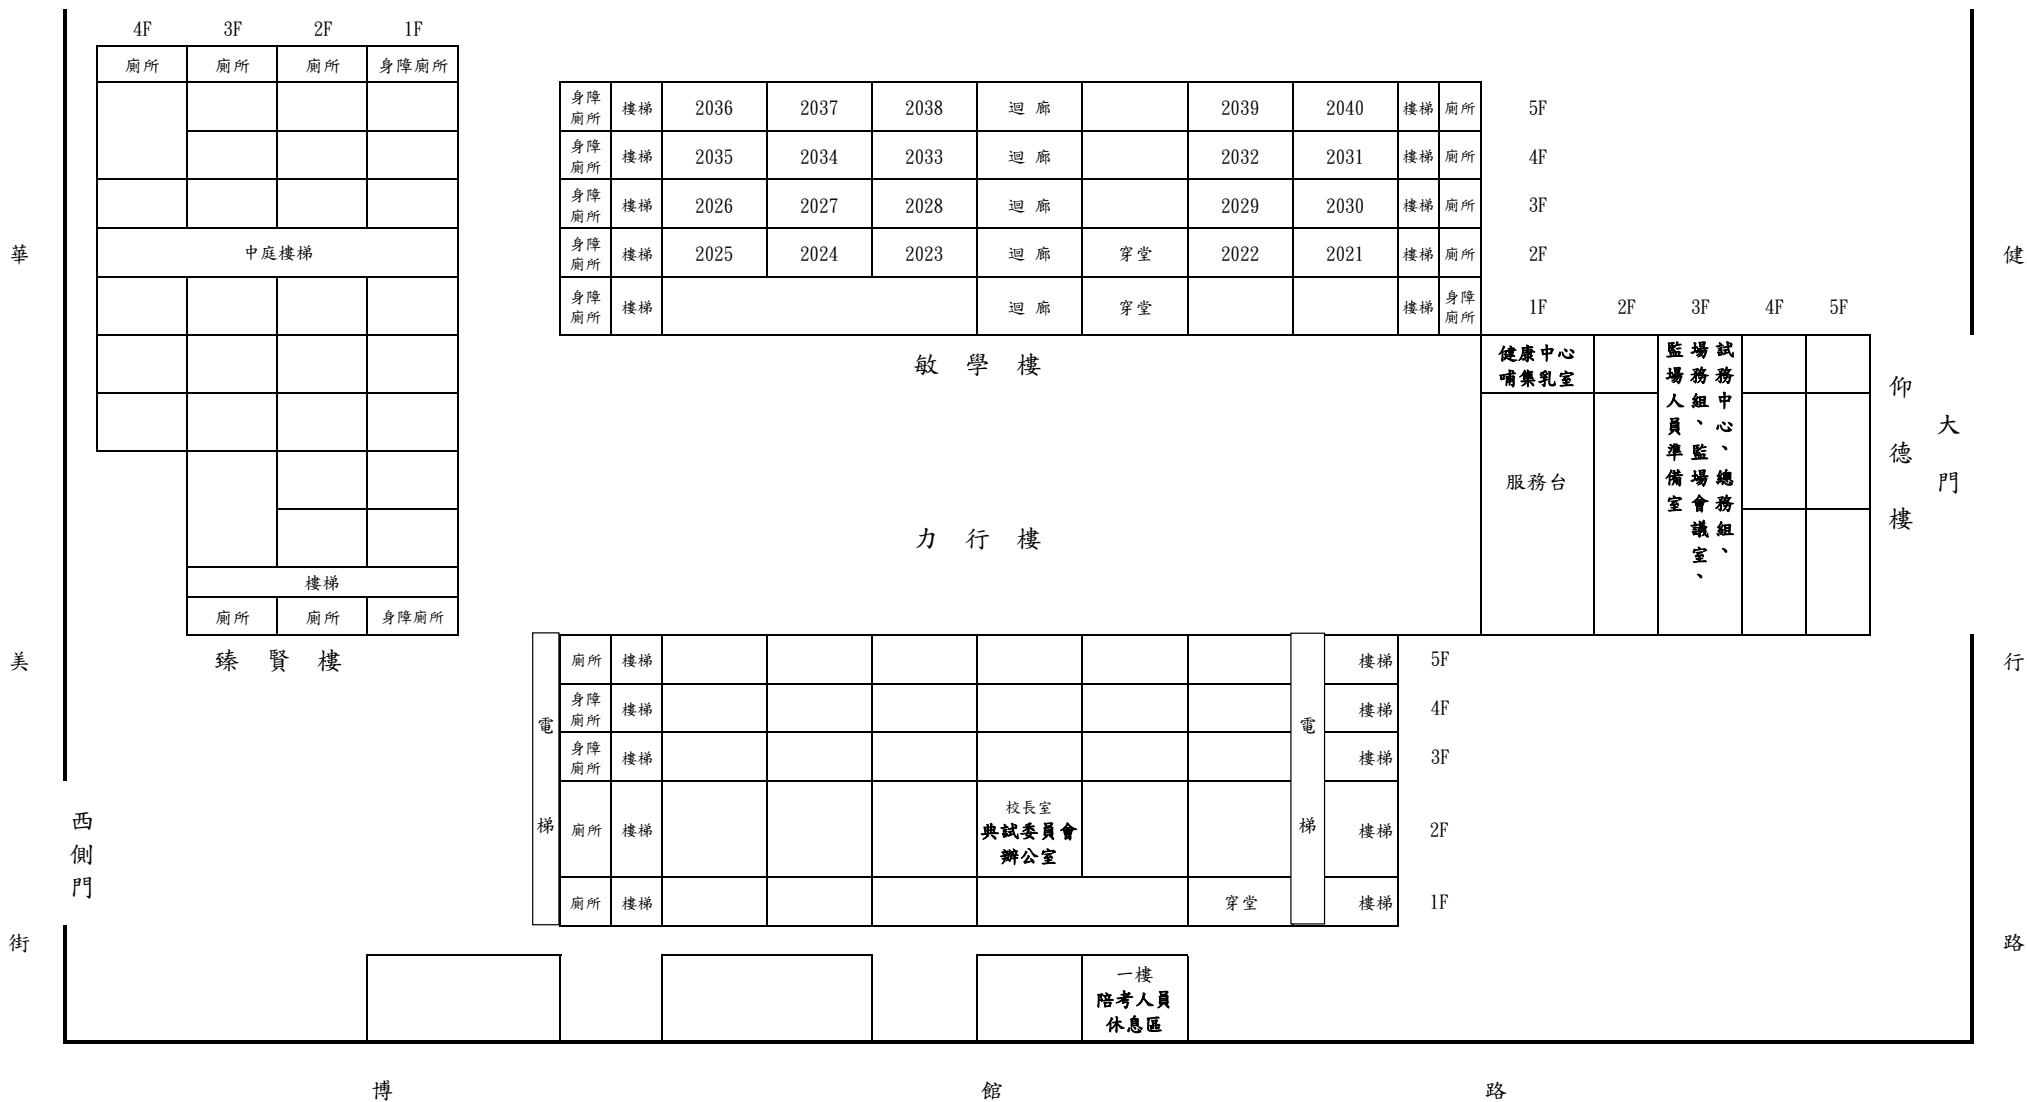 4F 3F 2F 1F
廁所 廁所 廁所 身障廁所
中庭樓梯
樓梯
廁所 廁所 身障廁所
臻賢樓
身障廁所 樓梯 2036 2037 2038 迴廊 2039 2040 樓梯 廁所 5F
身障廁所 樓梯 2035 2034 2033 迴廊 2032 2031 樓梯 廁所 4F
身障廁所 樓梯 2026 2027 2028 迴廊 2029 2030 樓梯 廁所 3F
身障廁所 樓梯 2025 2024 2023 迴廊 穿堂 2022 2021 樓梯 廁所 2F
身障廁所 樓梯 迴廊 穿堂 樓梯 身障廁所 1F 2F 3F 4F 5F
敏學樓
健康中心
哺集乳室
服務台
試務中心、總務組、
場務組、監場會議室、
監場人員準備室
仰德樓
大門
力行樓
電梯
廁所 樓梯 樓梯 5F
身障廁所 樓梯 樓梯 4F
身障廁所 樓梯 樓梯 3F
廁所 樓梯 校長室 樓梯 2F
典試委員會
辦公室
廁所 樓梯 穿堂 樓梯 1F
電梯
一樓
陪考人員
休息區
西側門
華美街
健行路
博館路